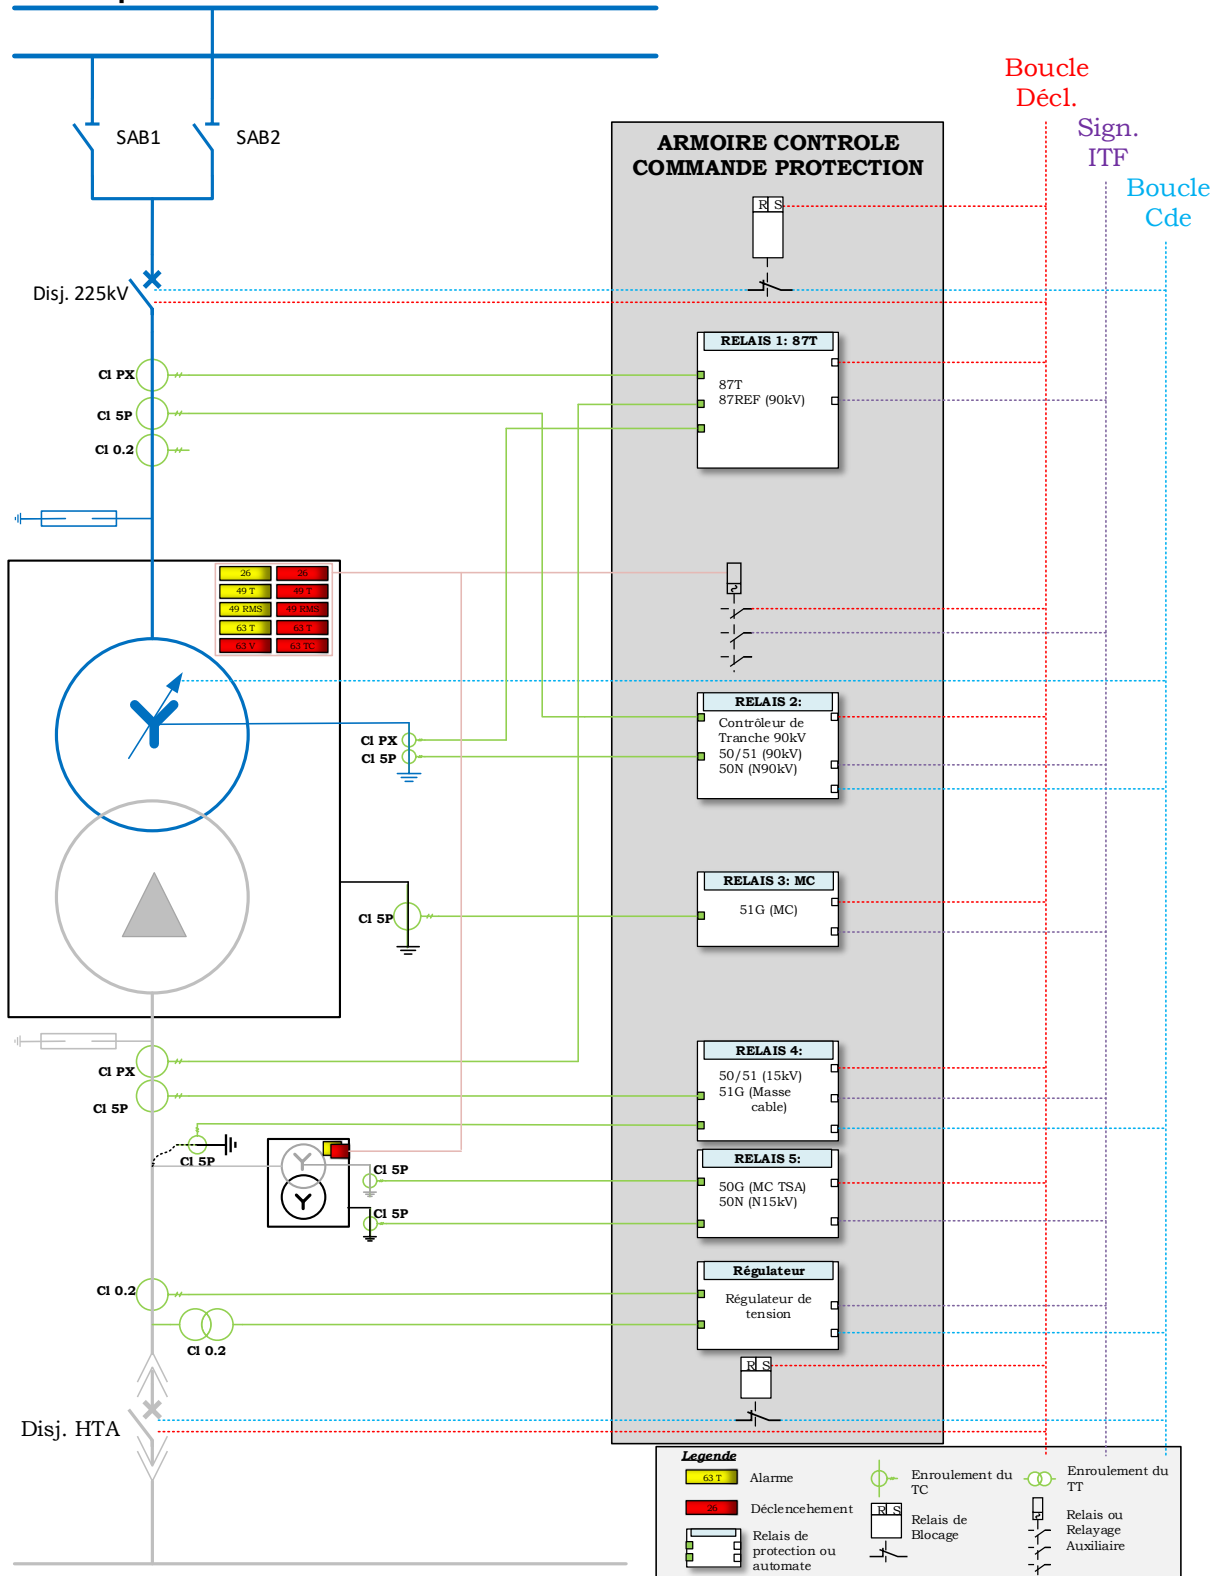 Boucle
Décl.
Sign.
ITF
Boucle
Cde
SAB1
SAB2
ARMOIRE CONTROLE
COMMANDE PROTECTION
R S
Disj. 225kV
RELAIS 1: 87T
87T
87REF (90kV)
Cl PX
Cl 5P
Cl 0.2
26
26
49 T
49 T
49 RMS
49 RMS
63 T
63 T
63 V
63 TC
RELAIS 2:
Contrôleur de
Tranche 90kV
50/51 (90kV)
50N (N90kV)
Cl PX
Cl 5P
RELAIS 3: MC
51G (MC)
Cl 5P
RELAIS 4:
50/51 (15kV)
51G (Masse
cable)
Cl PX
Cl 5P
Cl 5P
RELAIS 5:
50G (MC TSA)
50N (N15kV)
Cl 5P
Cl 5P
Régulateur
Régulateur de
tension
Cl 0.2
Cl 0.2
R S
Disj. HTA
Legende
63 T
Alarme
26
Déclencehement
Relais de
protection ou
automate
Enroulement du
TC
R S
Relais de
Blocage
Enroulement du
TT
Relais ou
Relayage
Auxiliaire